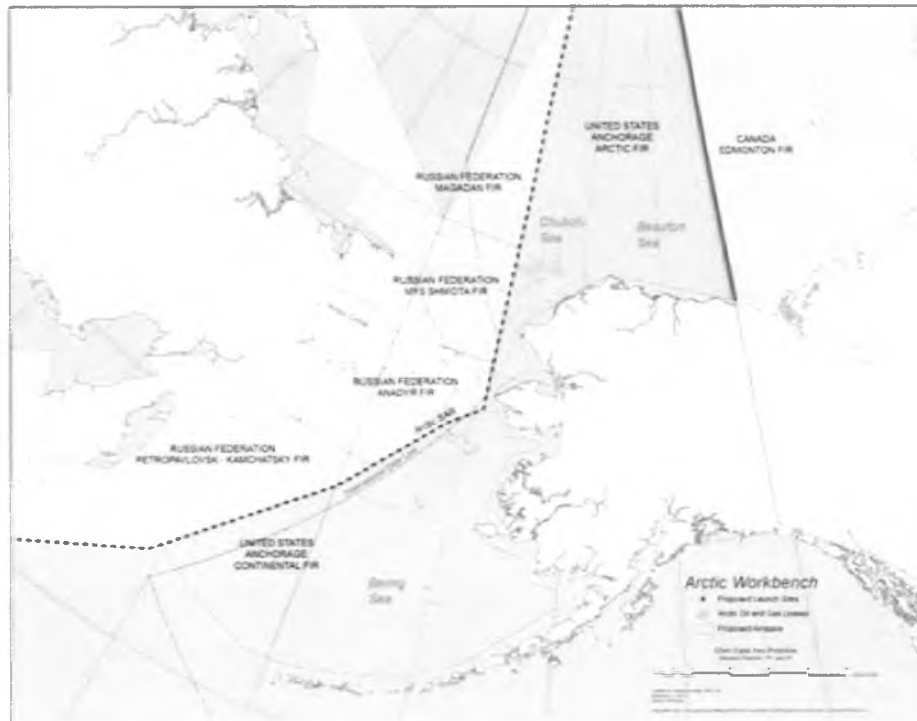 UNITED STATES
ANCHORAGE
ARCTIC FIR
CANADA
EDMONTON FIR
RUSSIAN FEDERATION
MAGADAN FIR
Chukchi
Sea
Beaufort
Sea
RUSSIAN FEDERATION
MYS SHMIDTA FIR
RUSSIAN FEDERATION
ANADYR FIR
RUSSIAN FEDERATION
PETROPAVLOVSK - KAMCHATSKY FIR
UNITED STATES
ANCHORAGE
CONTINENTAL FIR
Bering
Sea
Arctic Workbench
Proposed Launch Sites
Arctic Oil and Gas Leases
Proposed Airspace